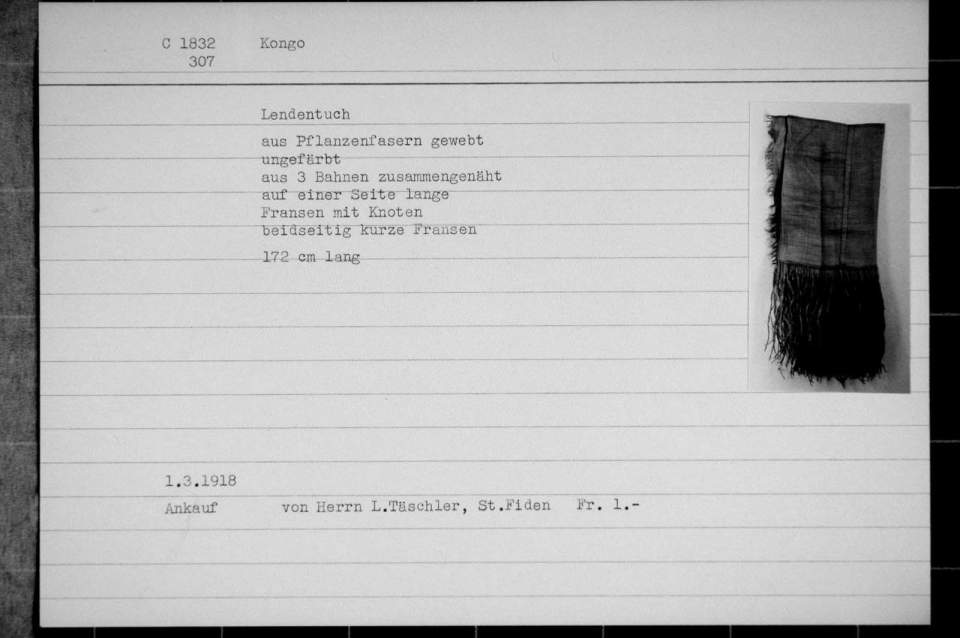 C 1832 Kongo
307
Lendentuch
aus Pflanzenfasern gewebt
ungefärbt
aus 3 Bahnen zusammengenäht
auf einer Seite lange
Fransen mit Knoten
beidseitig kurze Fransen
172 cm lang
1.3.1918
Ankauf von Herrn L.Täschler, St.Fiden Fr. 1.-